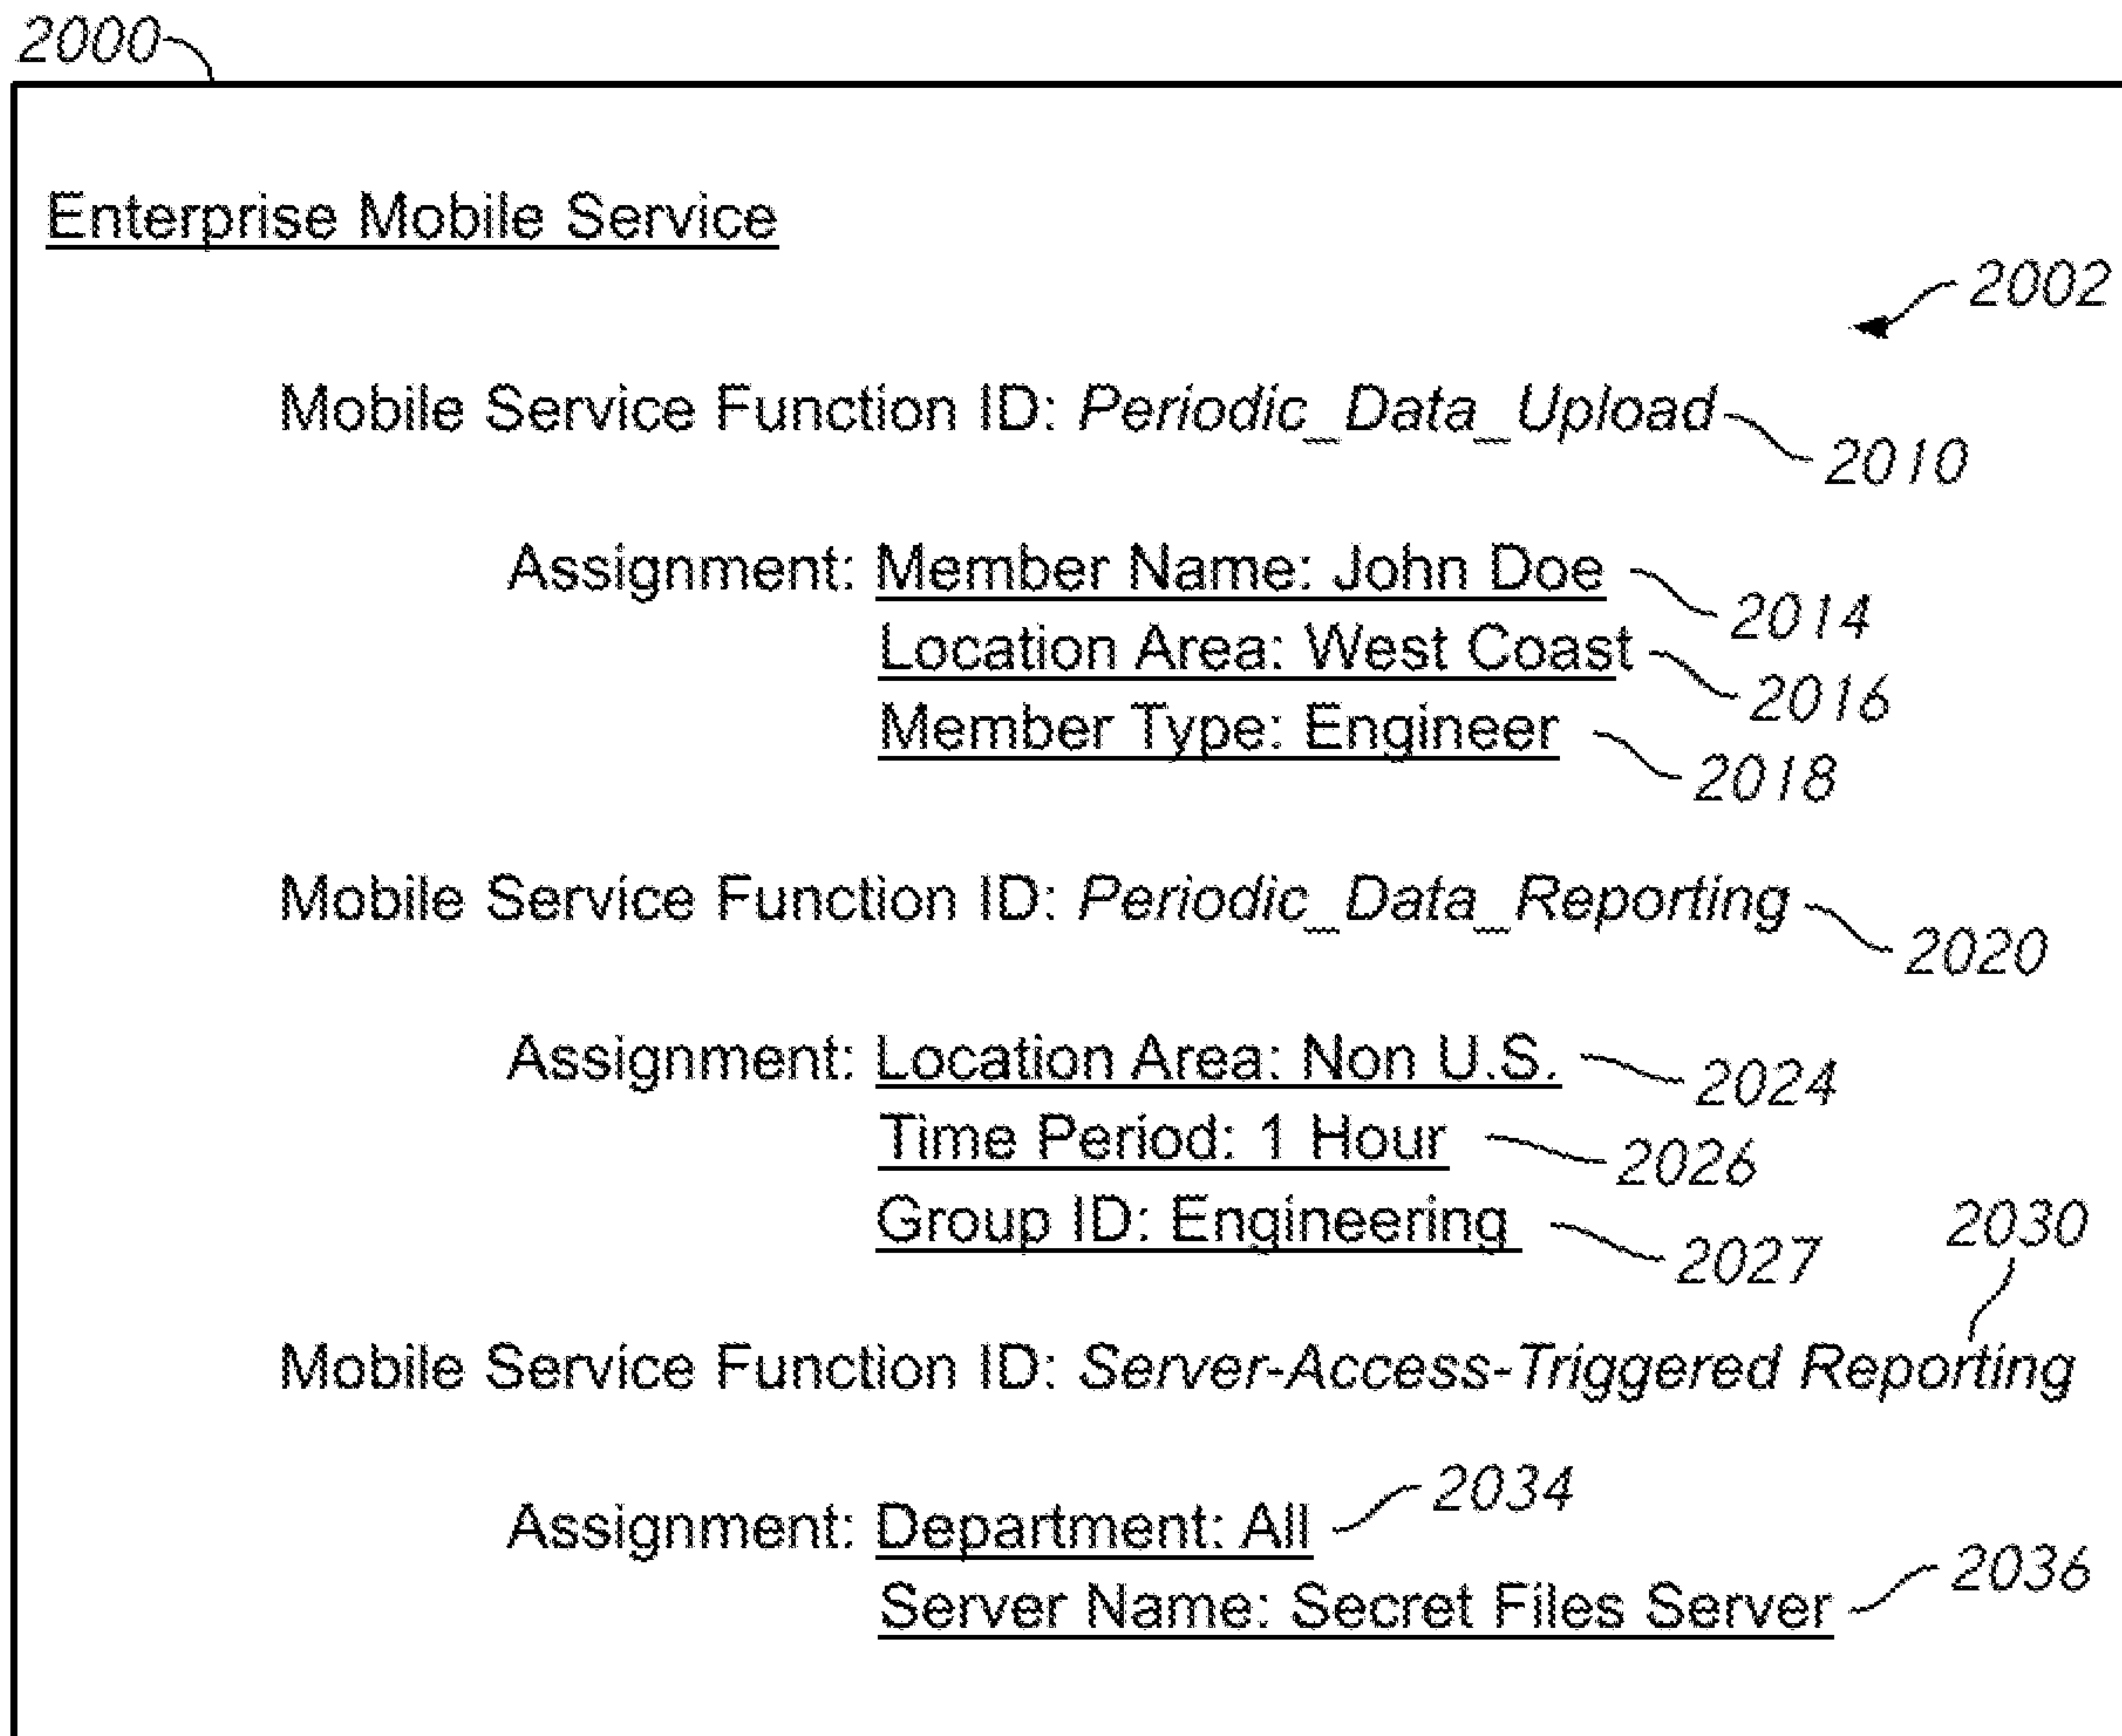 2000
Enterprise Mobile Service
2002
Mobile Service Function ID: Periodic_Data_Upload
2010
Assignment: Member Name: John Doe
2014
Location Area: West Coast
2016
Member Type: Engineer
2018
Mobile Service Function ID: Periodic_Data_Reporting
2020
Assignment: Location Area: Non U.S.
2024
Time Period: 1 Hour
2026
Group ID: Engineering
2027
2030
Mobile Service Function ID: Server-Access-Triggered Reporting
Assignment: Department: All
2034
Server Name: Secret Files Server
2036